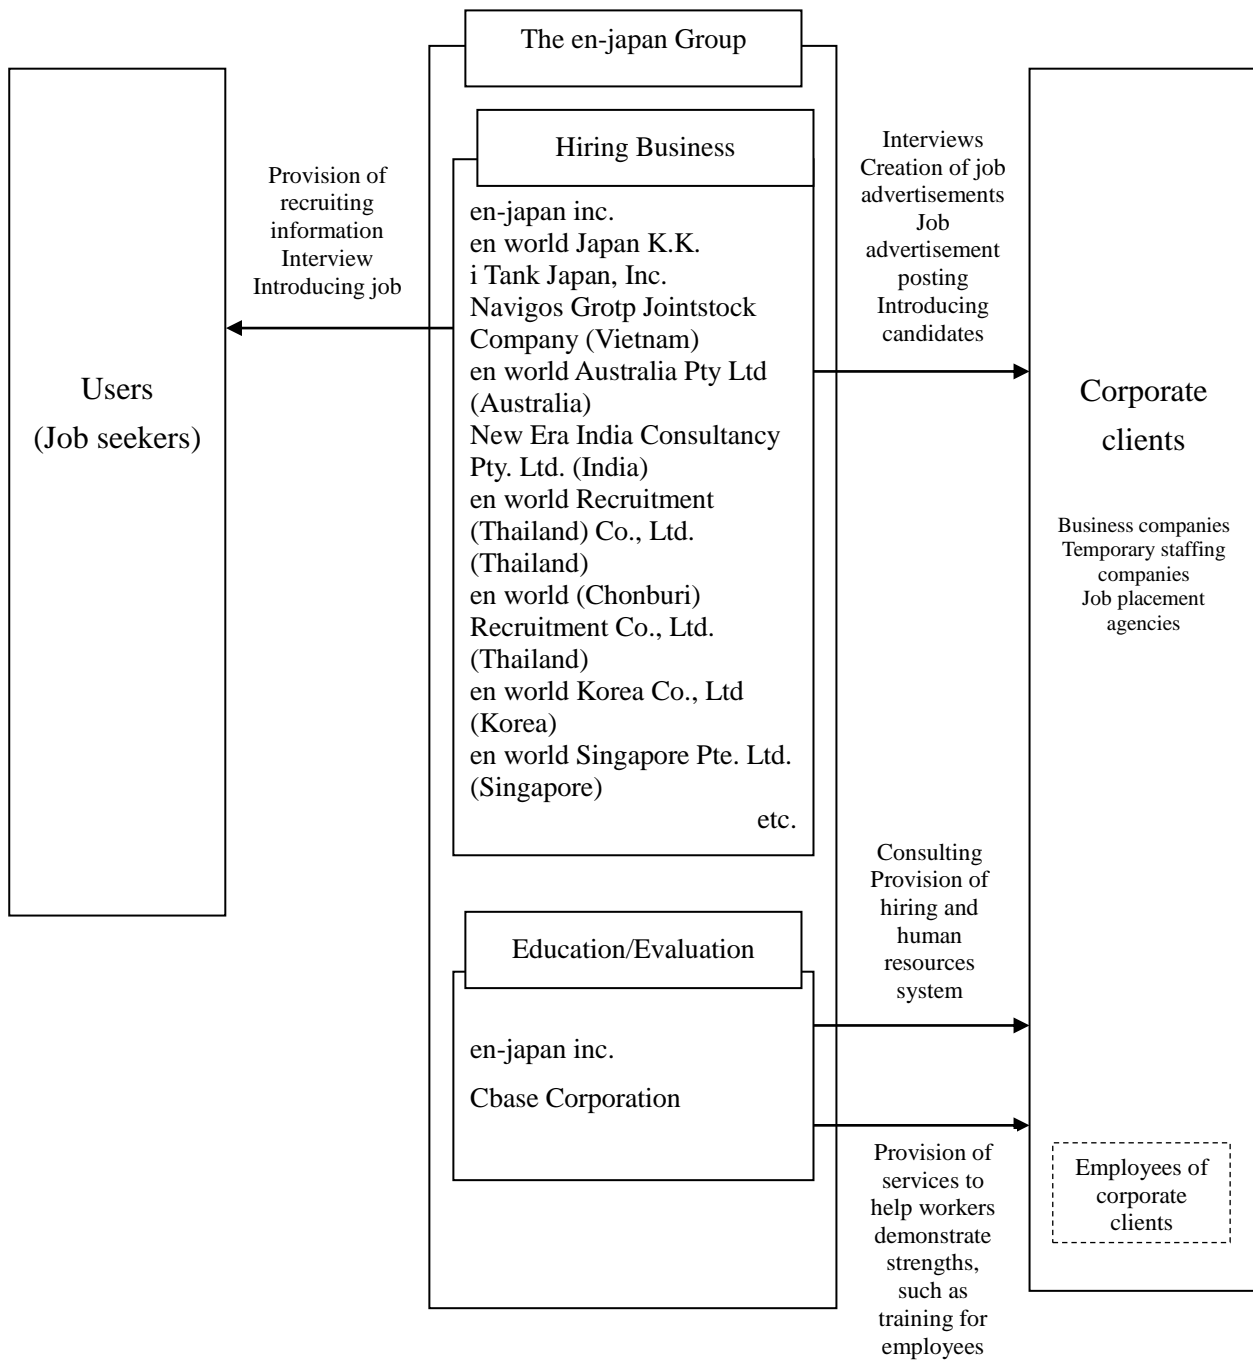 The en-japan Group
Users
(Job seekers)
Provision of
recruiting
information
Interview
Introducing job
Hiring Business
en-japan inc.
en world Japan K.K.
i Tank Japan, Inc.
Navigos Grotp Jointstock
Company (Vietnam)
en world Australia Pty Ltd
(Australia)
New Era India Consultancy
Pty. Ltd. (India)
en world Recruitment
(Thailand) Co., Ltd.
(Thailand)
en world (Chonburi)
Recruitment Co., Ltd.
(Thailand)
en world Korea Co., Ltd
(Korea)
en world Singapore Pte. Ltd.
(Singapore)
etc.
Interviews
Creation of job
advertisements
Job
advertisement
posting
Introducing
candidates
Corporate
clients
Business companies
Temporary staffing
companies
Job placement
agencies
Education/Evaluation
en-japan inc.
Cbase Corporation
Consulting
Provision of
hiring and
human
resources
system
Provision of
services to
help workers
demonstrate
strengths,
such as
training for
employees
Employees of
corporate
clients